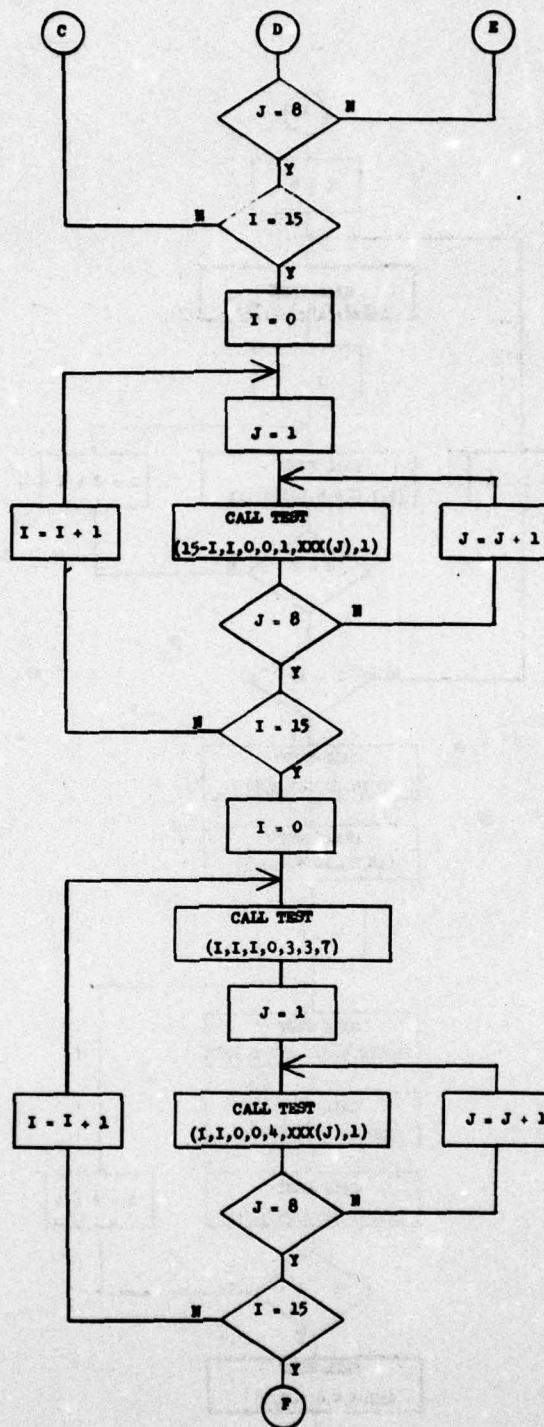 C D E
J = 8
N
Y
I = 15
N
Y
I = 0
J = 1
CALL TEST
(15-I,I,0,0,1,XXX(J),1)
I = I + 1
J = J + 1
J = 8
N
Y
I = 15
N
Y
I = 0
CALL TEST
(I,I,I,0,3,3,7)
J = 1
CALL TEST
(I,I,0,0,4,XXX(J),1)
I = I + 1
J = J + 1
J = 8
N
Y
I = 15
N
Y
F